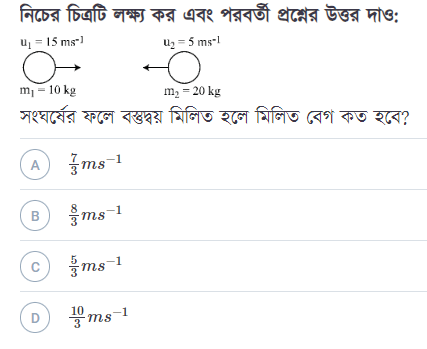 নিচের চিত্রটি লক্ষ্য কর এবং পরবর্তী প্রশ্নের উত্তর দাও:
u₁ = 15 ms⁻¹ u₂ = 5 ms⁻¹
m₁ = 10 kg m₂ = 20 kg
সংঘর্ষের ফলে বস্তুদ্বয় মিলিত হলে মিলিত বেগ কত হবে?
A 7/3 ms⁻¹
B 8/3 ms⁻¹
C 5/3 ms⁻¹
D 10/3 ms⁻¹